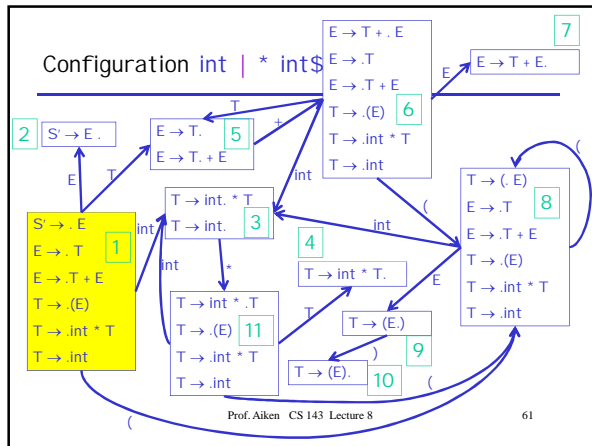 Configuration int | * int$
E → T + . E
E → .T
E → .T + E
T → .(E)
T → .int * T
T → .int
6
7
E → T + E.
E
2
S' → E .
E → T.
E → T. + E
5
T
+
E
T
int
(
(
S' → . E
E → . T
E → .T + E
T → .(E)
T → .int * T
T → .int
1
int
T → int. * T
T → int.
3
int
int
*
4
T → int * T.
T
T → int * .T
T → .(E)
T → .int * T
T → .int
11
T → (. E)
E → .T
E → .T + E
T → .(E)
T → .int * T
T → .int
8
E
T → (E.)
9
)
T → (E).
10
(
(
Prof. Aiken CS 143 Lecture 8
61